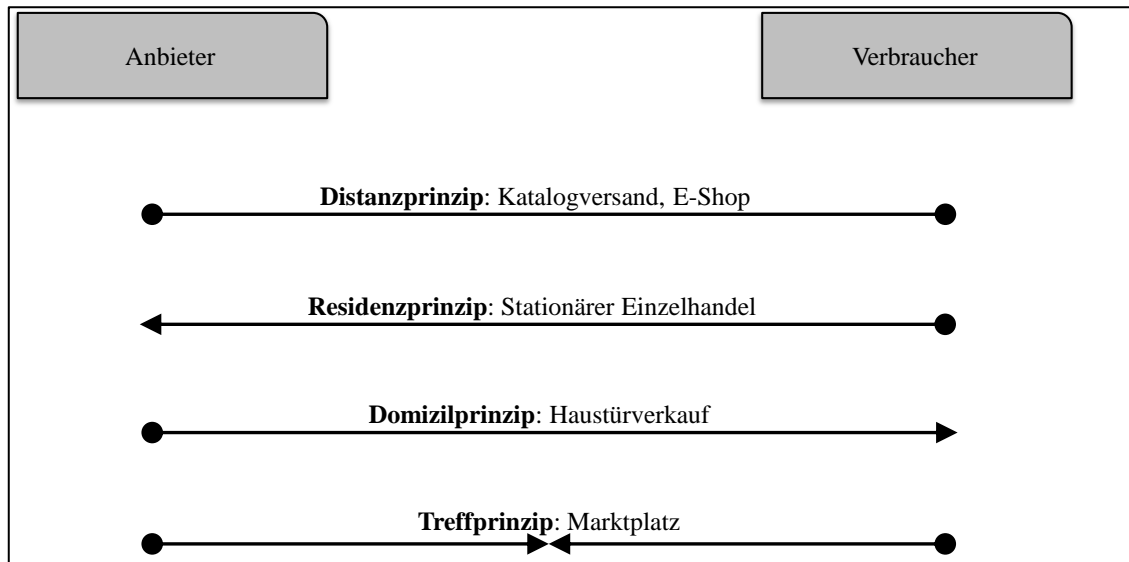 Anbieter
Verbraucher
Distanzprinzip: Katalogversand, E-Shop
Residenzprinzip: Stationärer Einzelhandel
Domizilprinzip: Haustürverkauf
Treffprinzip: Marktplatz